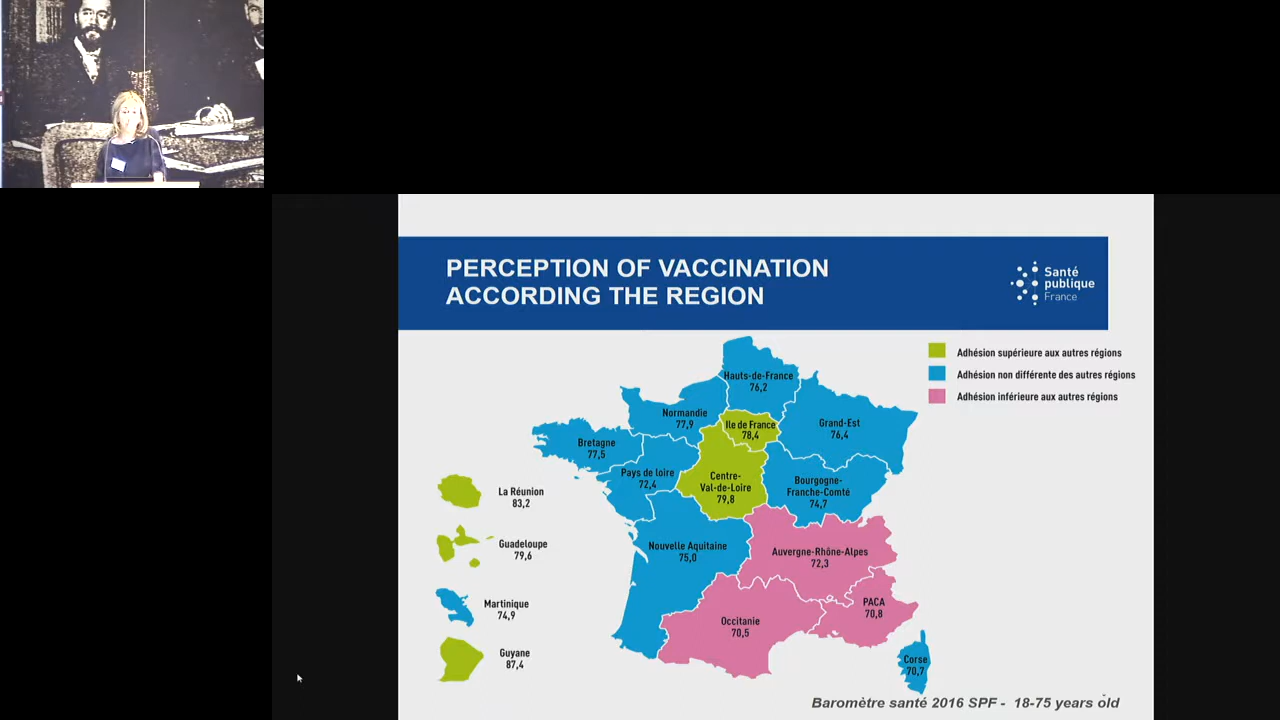 PERCEPTION OF VACCINATION
ACCORDING THE REGION
Santé
publique
France
Adhésion supérieure aux autres régions
Adhésion non différente des autres régions
Adhésion inférieure aux autres régions
Hauts-de-France
76,2
Normandie
77,9
Ile de France
78,4
Grand-Est
76,4
Bretagne
77,5
Pays de loire
72,4
Centre-
Val-de-Loire
79,8
Bourgogne-
Franche-Comté
74,7
La Réunion
83,2
Guadeloupe
79,6
Nouvelle Aquitaine
75,0
Auvergne-Rhône-Alpes
72,3
Martinique
74,9
PACA
70,8
Occitanie
70,5
Guyane
87,4
Corse
70,7
Baromètre santé 2016 SPF - 18-75 years old